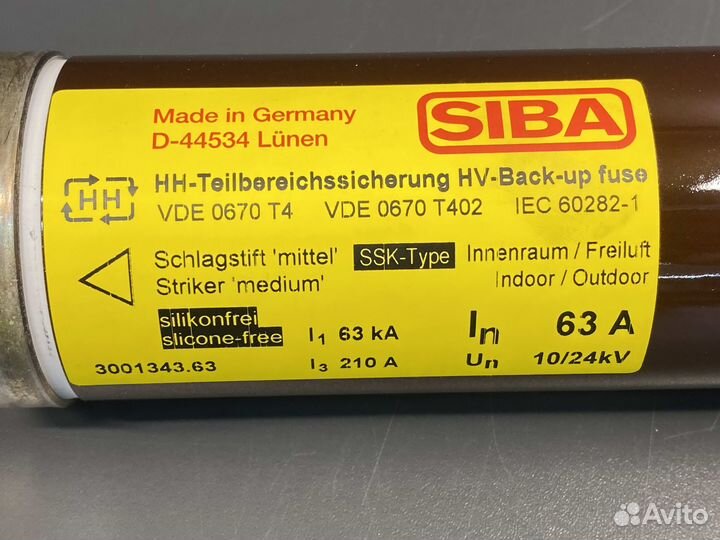 Made in Germany
D-44534 Lünen
SIBA
HH
HH-Teilbereichssicherung HV-Back-up fuse
VDE 0670 T4 VDE 0670 T402 IEC 60282-1
Schlagstift 'mittel' SSK-Type Innenraum / Freiluft
Striker 'medium' Indoor / Outdoor
silikonfrei
slicone-free I1 63 kA In 63 A
3001343.63 I3 210 A Un 10/24kV
Avito